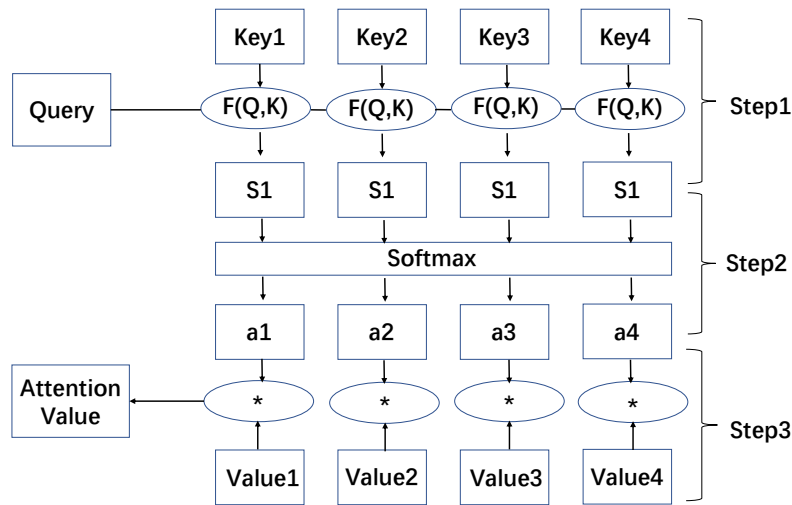 Key1 Key2 Key3 Key4
Query F(Q,K) F(Q,K) F(Q,K) F(Q,K) Step1
S1 S1 S1 S1
Softmax Step2
a1 a2 a3 a4
Attention
Value
* * * *
Step3
Value1 Value2 Value3 Value4